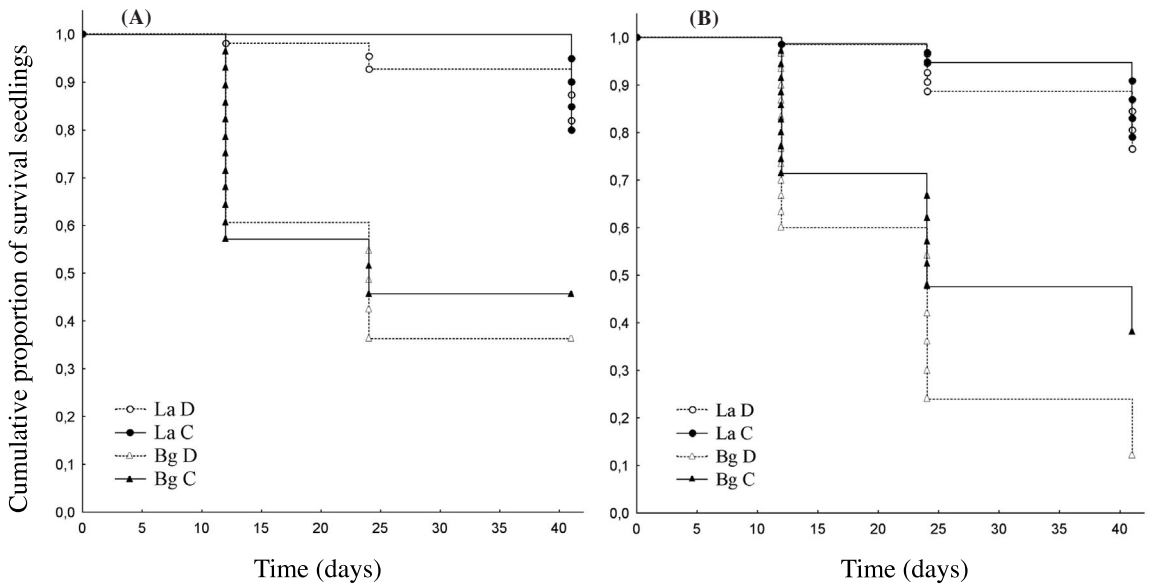 (A)
(B)
Cumulative proportion of survival seedlings
1,0
0,9
0,8
0,7
0,6
0,5
0,4
0,3
0,2
0,1
0,0
La D
La C
Bg D
Bg C
0 5 10 15 20 25 30 35 40
Time (days)
1,0
0,9
0,8
0,7
0,6
0,5
0,4
0,3
0,2
0,1
0,0
La D
La C
Bg D
Bg C
0 5 10 15 20 25 30 35 40
Time (days)